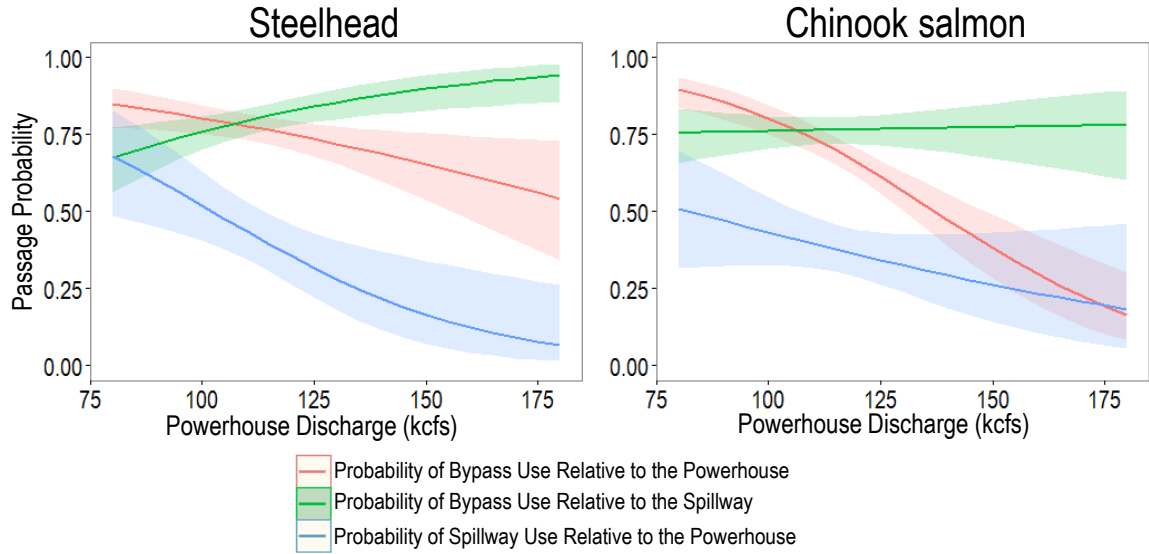 Steelhead
Chinook salmon
Passage Probability
1.00
0.75
0.50
0.25
0.00
75
100
125
150
175
Powerhouse Discharge (kcfs)
1.00
0.75
0.50
0.25
0.00
75
100
125
150
175
Powerhouse Discharge (kcfs)
Probability of Bypass Use Relative to the Powerhouse
Probability of Bypass Use Relative to the Spillway
Probability of Spillway Use Relative to the Powerhouse